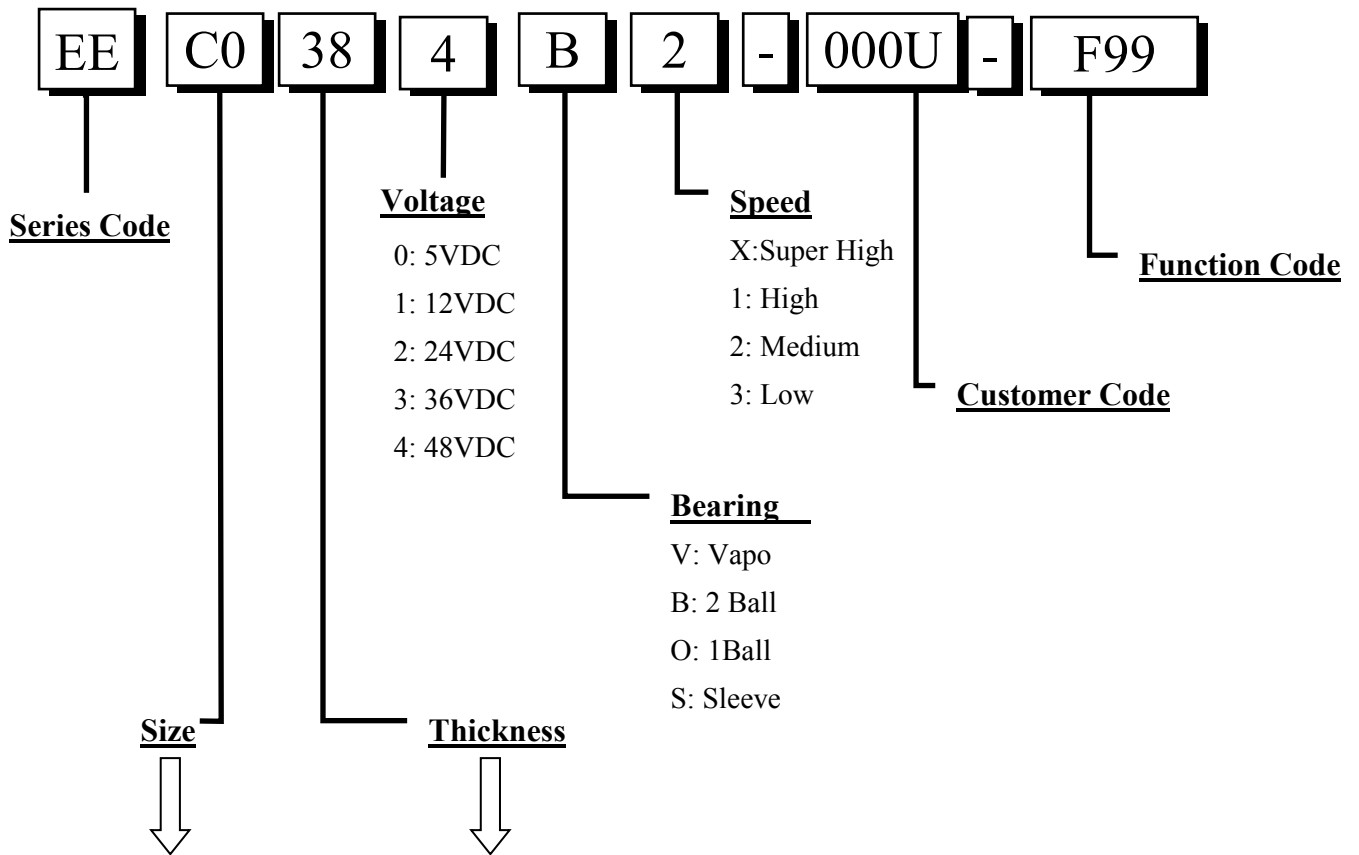 EE C0 38 4 B 2 - 000U - F99
Series Code
Voltage
0: 5VDC
1: 12VDC
2: 24VDC
3: 36VDC
4: 48VDC
Speed
X:Super High
1: High
2: Medium
3: Low
Function Code
Customer Code
Bearing
V: Vapo
B: 2 Ball
O: 1Ball
S: Sleeve
Size
Thickness